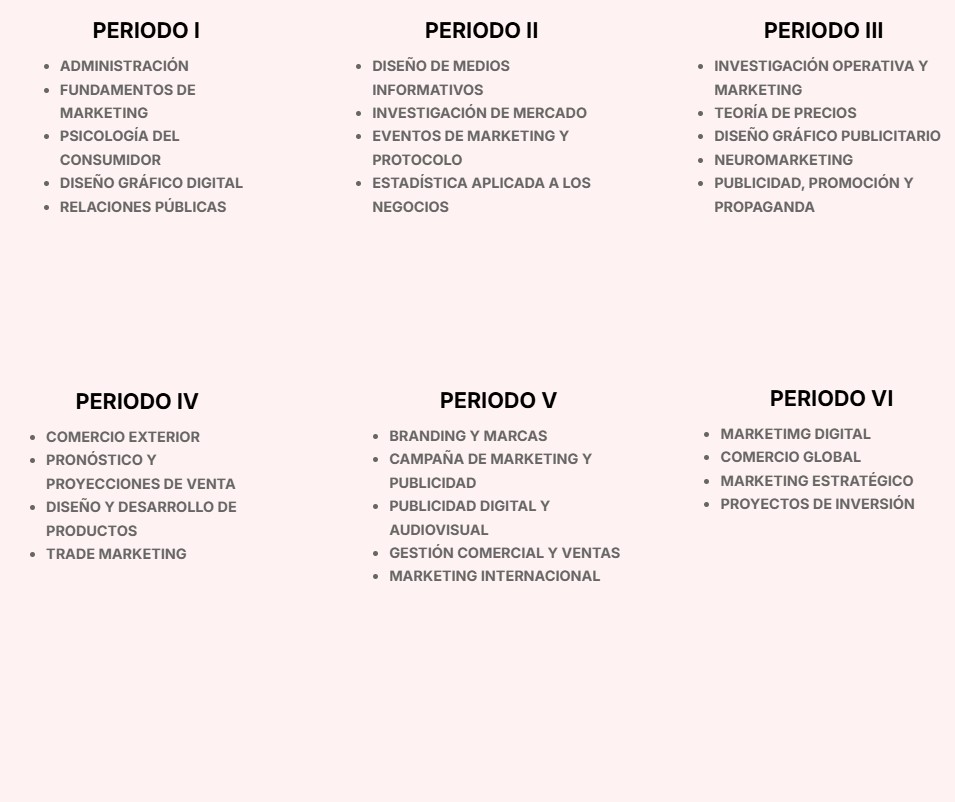 PERIODO I
• ADMINISTRACIÓN
• FUNDAMENTOS DE
MARKETING
• PSICOLOGÍA DEL
CONSUMIDOR
• DISEÑO GRÁFICO DIGITAL
• RELACIONES PÚBLICAS
PERIODO II
• DISEÑO DE MEDIOS
INFORMATIVOS
• INVESTIGACIÓN DE MERCADO
• EVENTOS DE MARKETING Y
PROTOCOLO
• ESTADÍSTICA APLICADA A LOS
NEGOCIOS
PERIODO III
• INVESTIGACIÓN OPERATIVA Y
MARKETING
• TEORÍA DE PRECIOS
• DISEÑO GRÁFICO PUBLICITARIO
• NEUROMARKETING
• PUBLICIDAD, PROMOCIÓN Y
PROPAGANDA
PERIODO IV
• COMERCIO EXTERIOR
• PRONÓSTICO Y
PROYECCIONES DE VENTA
• DISEÑO Y DESARROLLO DE
PRODUCTOS
• TRADE MARKETING
PERIODO V
• BRANDING Y MARCAS
• CAMPAÑA DE MARKETING Y
PUBLICIDAD
• PUBLICIDAD DIGITAL Y
AUDIOVISUAL
• GESTIÓN COMERCIAL Y VENTAS
• MARKETING INTERNACIONAL
PERIODO VI
• MARKETIMG DIGITAL
• COMERCIO GLOBAL
• MARKETING ESTRATÉGICO
• PROYECTOS DE INVERSIÓN